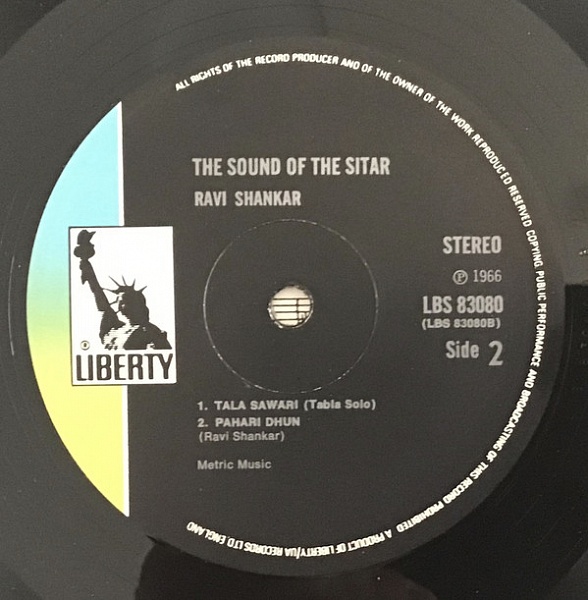 ALL RIGHTS OF THE RECORD PRODUCER AND OF THE OWNER OF THE WORK REPRODUCED RESERVED COPYING PUBLIC PERFORMANCE AND BROADCASTING OF THIS RECORD PROHIBITED A PRODUCT OF LIBERTY/UA RECORDS LTD ENGLAND
THE SOUND OF THE SITAR
RAVI SHANKAR
STEREO
Ⓟ 1966
LBS 83080
(LBS 83080B)
Side 2
® LIBERTY
1. TALA SAWARI (Tabla Solo)
2. PAHARI DHUN
(Ravi Shankar)
Metric Music